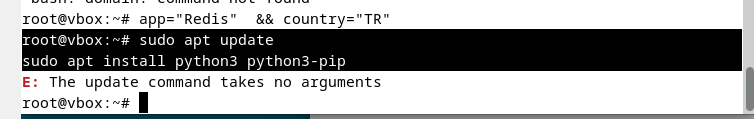 bash: domain: command not found
root@vbox:~# app="Redis"  && country="TR"
root@vbox:~# sudo apt update
sudo apt install python3 python3-pip
E: The update command takes no arguments
root@vbox:~#